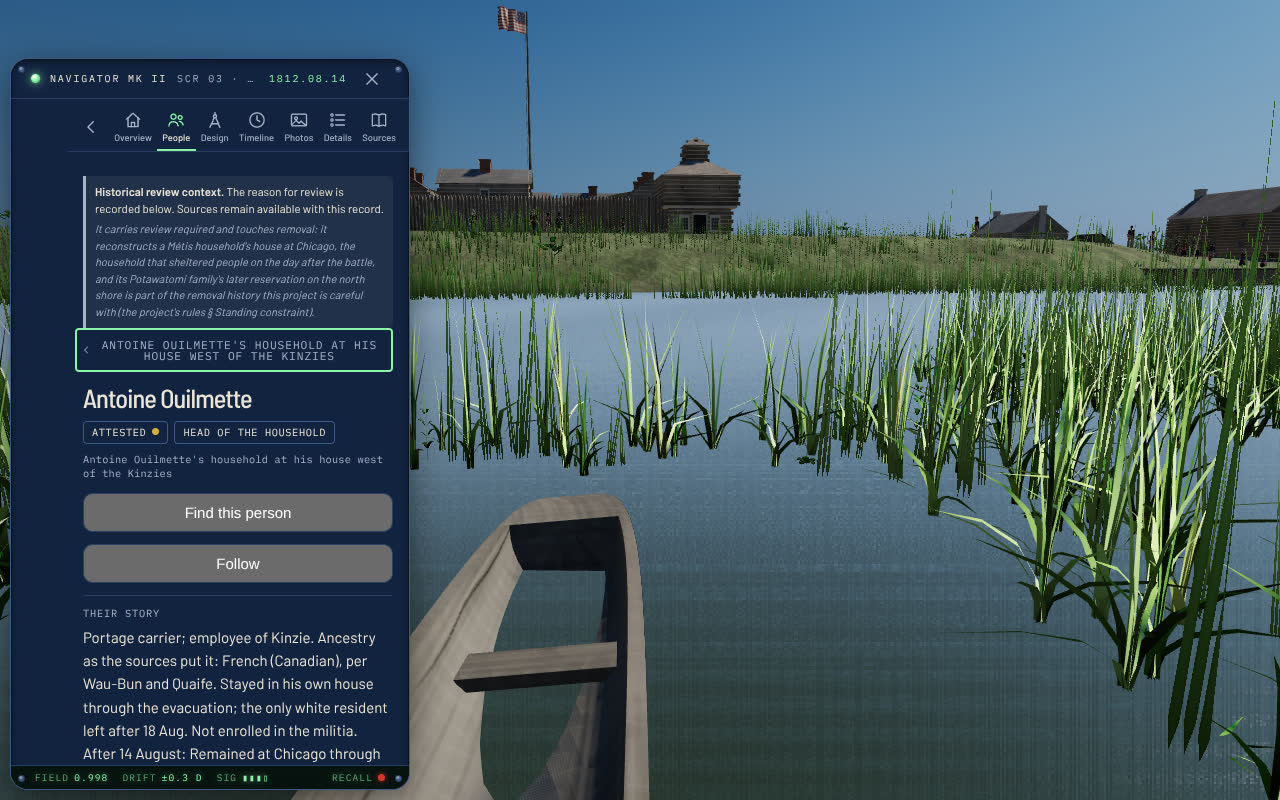 NAVIGATOR MK II SCR 03 · … 1812.08.14
Overview People Design Timeline Photos Details Sources
Historical review context. The reason for review is
recorded below. Sources remain available with this record.
It carries review required and touches removal: it
reconstructs a Métis household's house at Chicago, the
household that sheltered people on the day after the battle,
and its Potawatomi family's later reservation on the north
shore is part of the removal history this project is careful
with (the project's rules § Standing constraint).
ANTOINE OUILMETTE'S HOUSEHOLD AT HIS
HOUSE WEST OF THE KINZIES
Antoine Ouilmette
ATTESTED HEAD OF THE HOUSEHOLD
Antoine Ouilmette's household at his house west
of the Kinzies
Find this person
Follow
THEIR STORY
Portage carrier; employee of Kinzie. Ancestry
as the sources put it: French (Canadian), per
Wau-Bun and Quaife. Stayed in his own house
through the evacuation; the only white resident
left after 18 Aug. Not enrolled in the militia.
After 14 August: Remained at Chicago through
FIELD 0.998 DRIFT ±0.3 D SIG RECALL